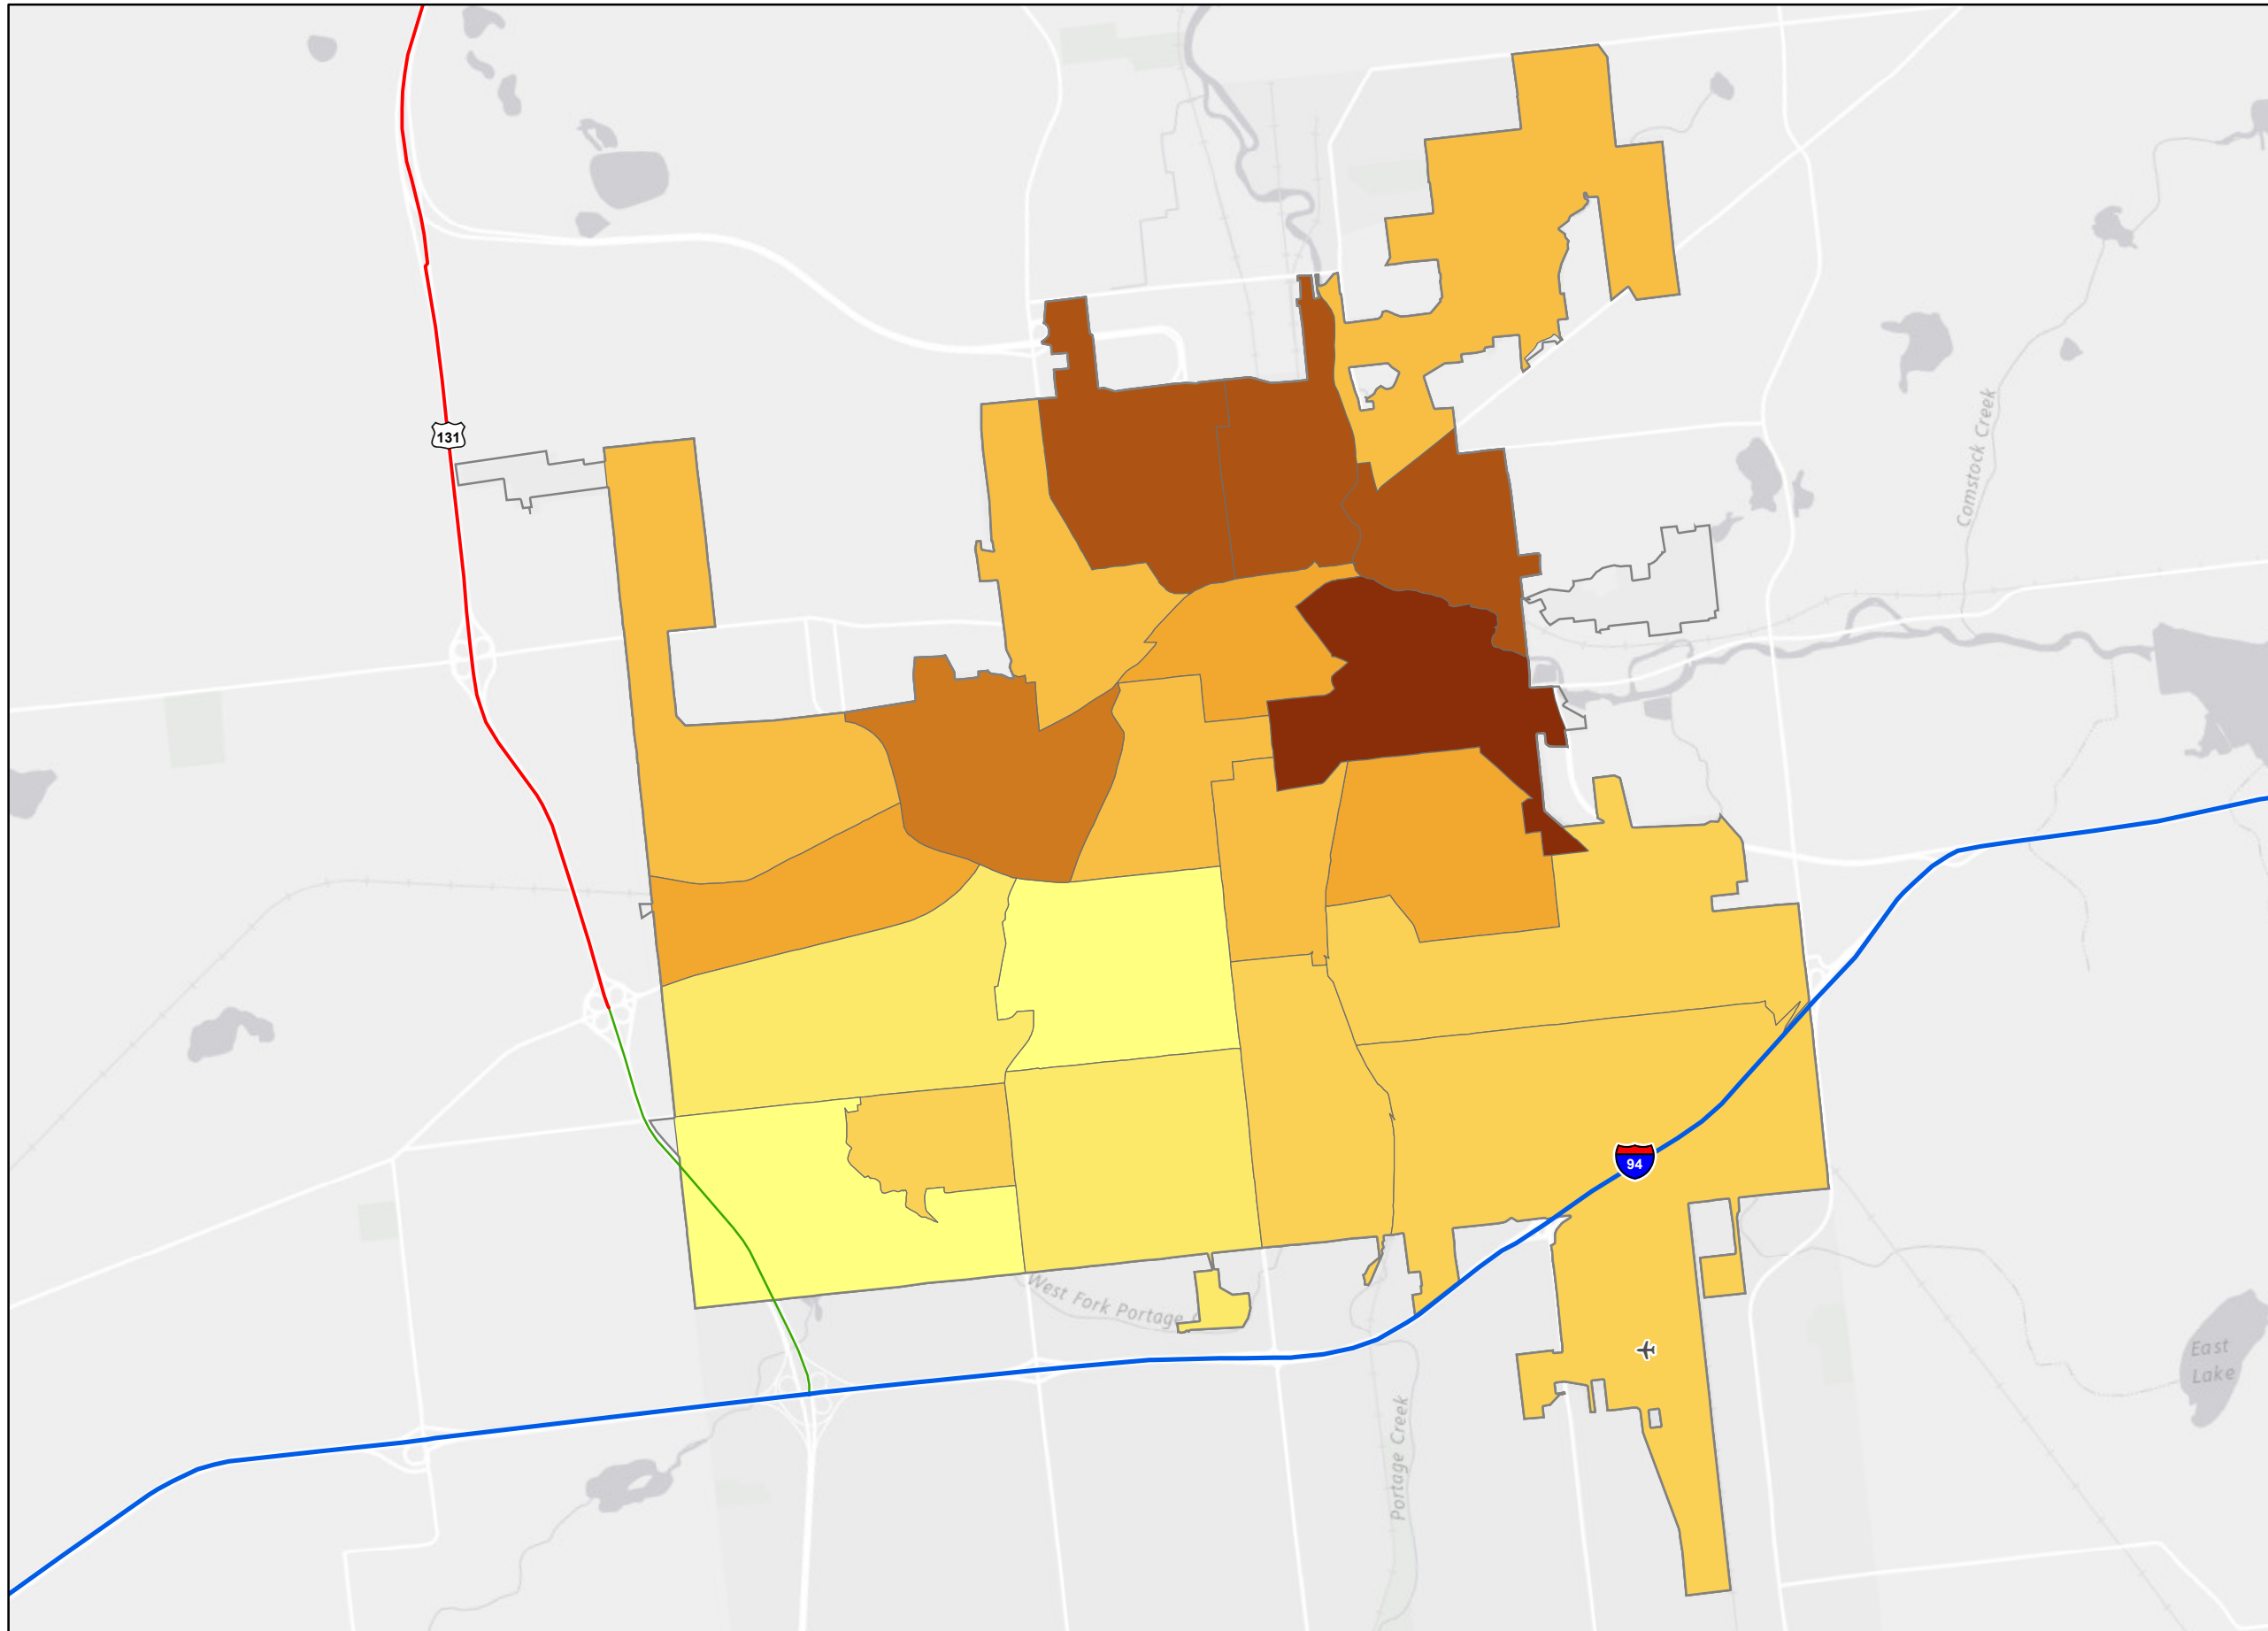 131
Comstock Creek
94
West Fork Portage
East
Lake
Portage Creek